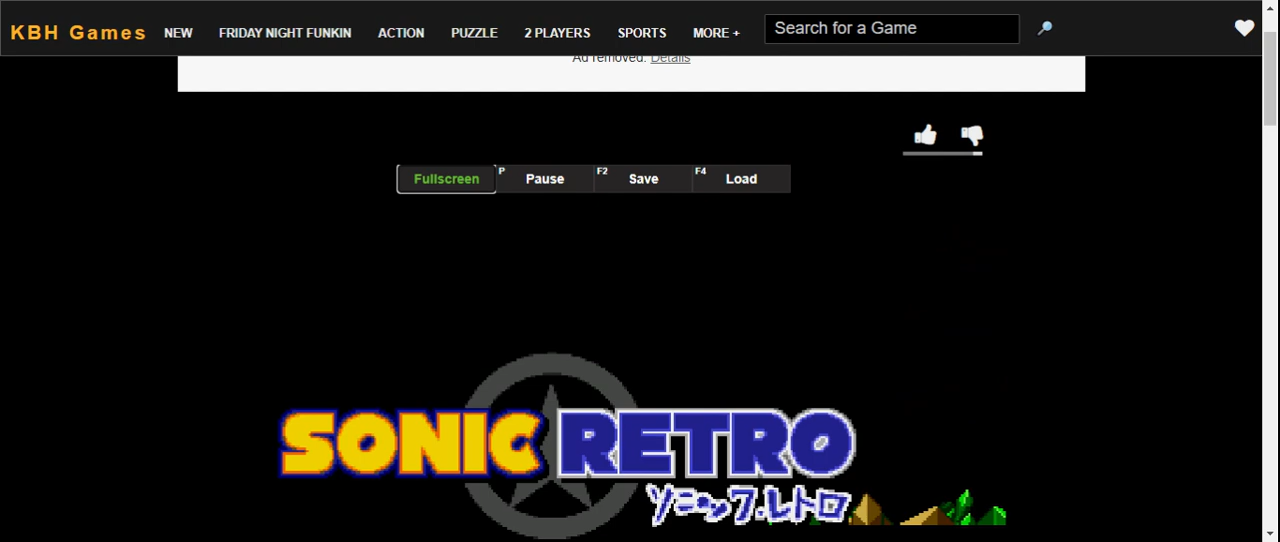 KBH Games NEW FRIDAY NIGHT FUNKIN ACTION PUZZLE 2 PLAYERS SPORTS MORE + Search for a Game
Ad removed. Details
Fullscreen P Pause F2 Save F4 Load
SONIC RETRO
ソニック・レトロ